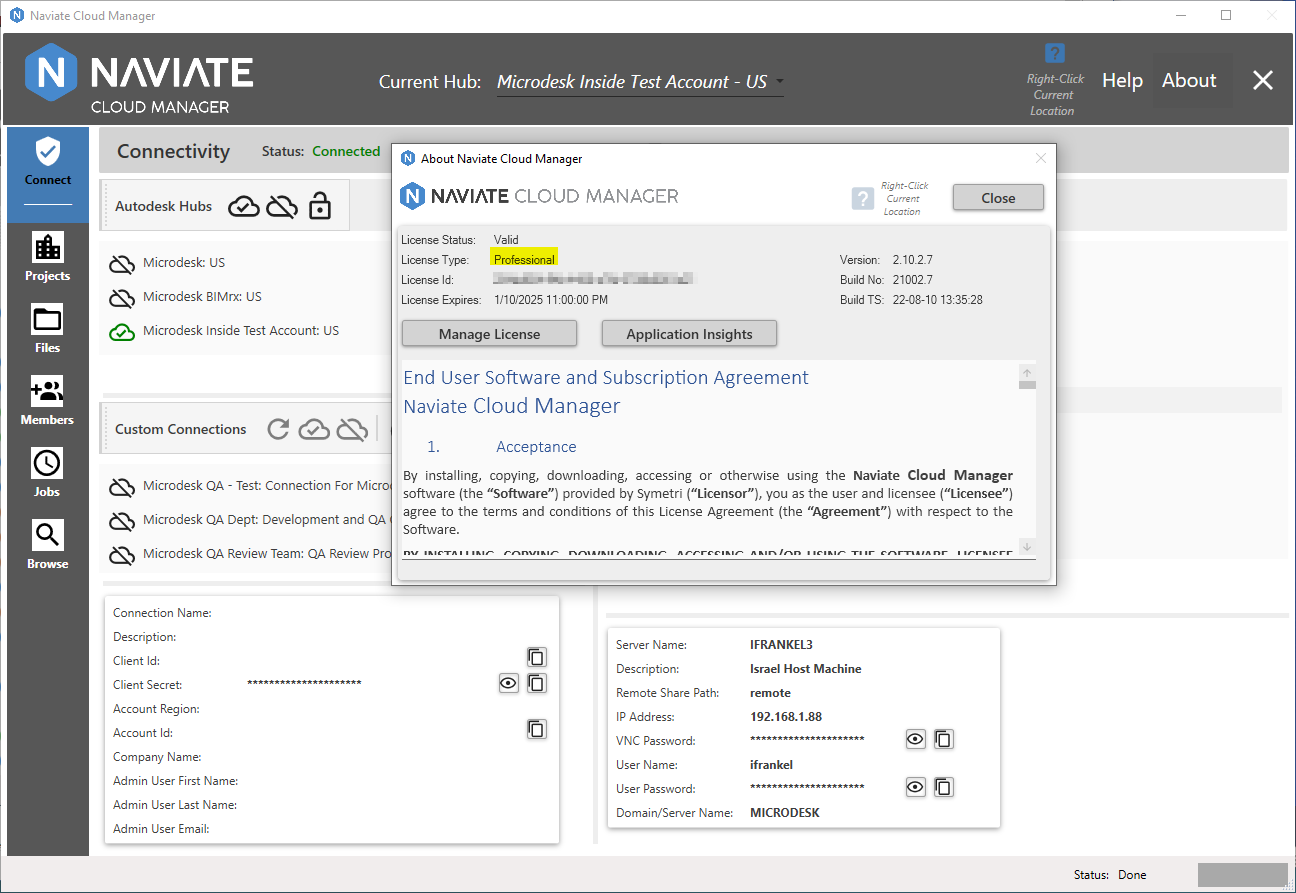 Naviate Cloud Manager
NAVIATE
CLOUD MANAGER
Current Hub: Microdesk Inside Test Account - US
?
Right-Click
Current
Location
Help
About
Connect
Projects
Files
Members
Jobs
Browse
Connectivity
Status: Connected
Autodesk Hubs
Microdesk: US
Microdesk BIMrx: US
Microdesk Inside Test Account: US
Custom Connections
Microdesk QA - Test: Connection For Micro
Microdesk QA Dept: Development and QA
Microdesk QA Review Team: QA Review Pro
About Naviate Cloud Manager
NAVIATE CLOUD MANAGER
?
Right-Click
Current
Location
Close
License Status: Valid
License Type: Professional
License Id:
License Expires: 1/10/2025 11:00:00 PM
Version: 2.10.2.7
Build No: 21002.7
Build TS: 22-08-10 13:35:28
Manage License
Application Insights
End User Software and Subscription Agreement
Naviate Cloud Manager
1. Acceptance
By installing, copying, downloading, accessing or otherwise using the Naviate Cloud Manager
software (the “Software”) provided by Symetri (“Licensor”), you as the user and licensee (“Licensee”)
agree to the terms and conditions of this License Agreement (the “Agreement”) with respect to the
Software.
BY INSTALLING, COPYING, DOWNLOADING, ACCESSING AND/OR USING THE SOFTWARE, LICENSEE
Connection Name:
Description:
Client Id:
Client Secret: *********************
Account Region:
Account Id:
Company Name:
Admin User First Name:
Admin User Last Name:
Admin User Email:
Server Name: IFRANKEL3
Description: Israel Host Machine
Remote Share Path: remote
IP Address: 192.168.1.88
VNC Password: *********************
User Name: ifrankel
User Password: *********************
Domain/Server Name: MICRODESK
Status: Done